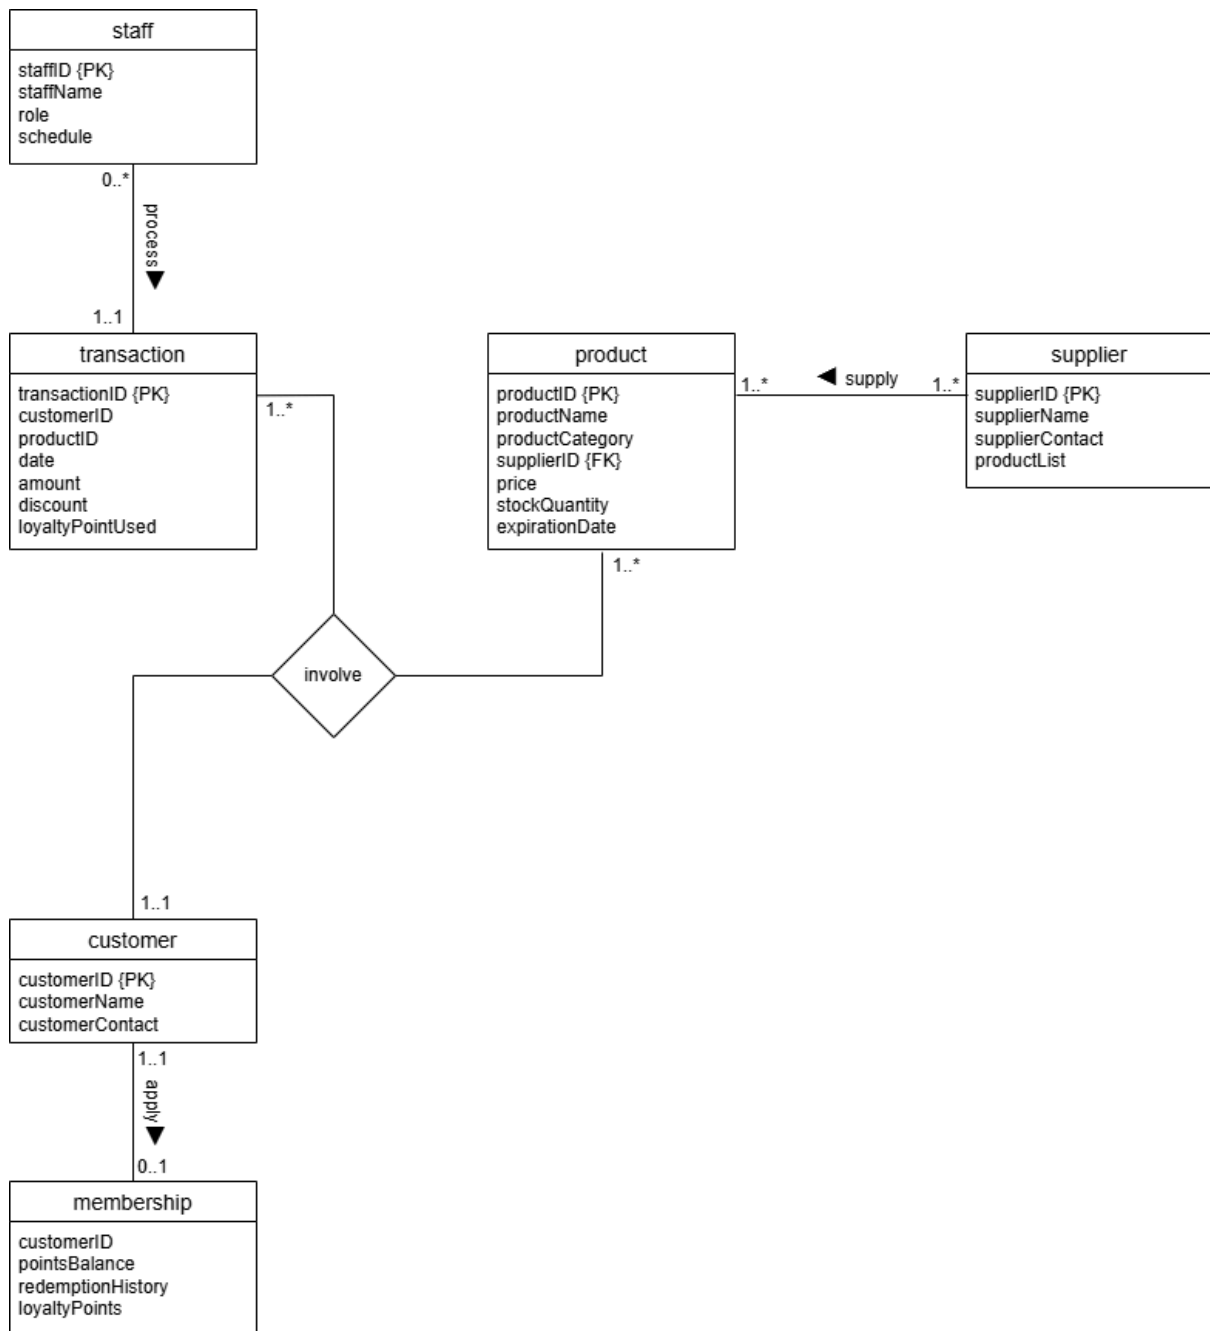 staff
staffID {PK}
staffName
role
schedule
0..*
process
1..1
transaction
transactionID {PK}
customerID
productID
date
amount
discount
loyaltyPointUsed
1..*
product
productID {PK}
productName
productCategory
supplierID {FK}
price
stockQuantity
expirationDate
1..*
supply
1..*
supplier
supplierID {PK}
supplierName
supplierContact
productList
1..*
involve
1..1
customer
customerID {PK}
customerName
customerContact
1..1
apply
0..1
membership
customerID
pointsBalance
redemptionHistory
loyaltyPoints